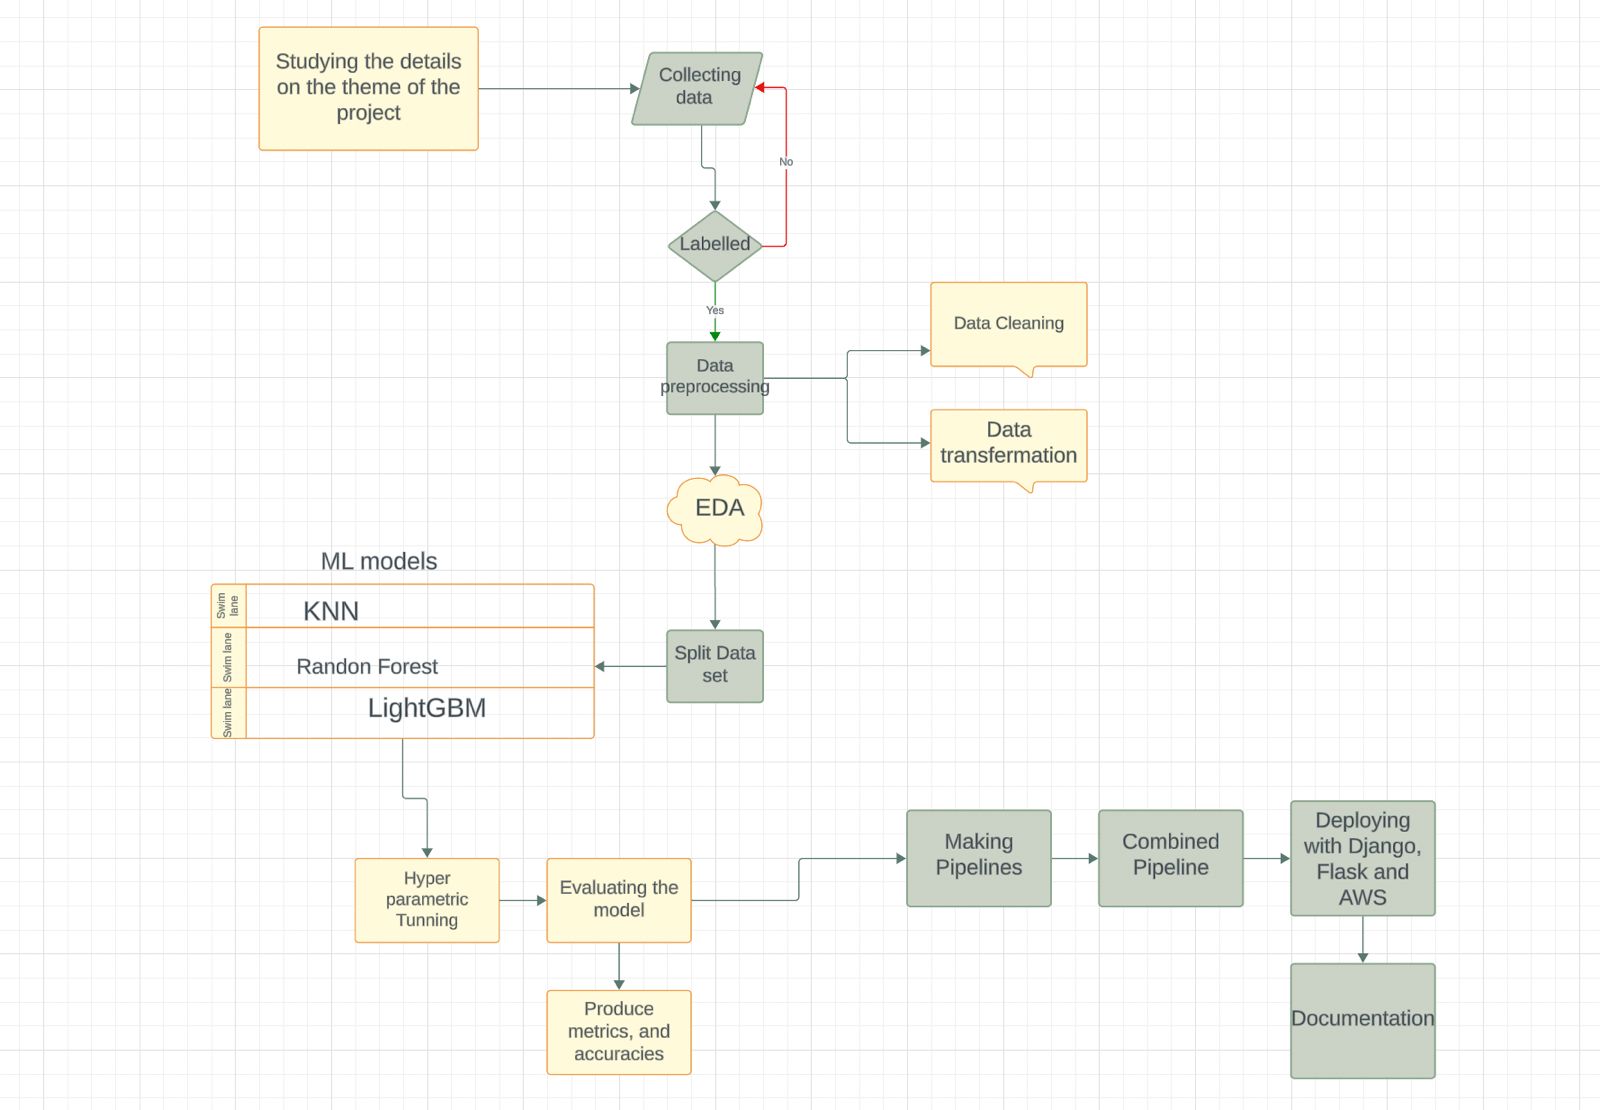 Studying the details
on the theme of the
project
Collecting
data
No
Labelled
Yes
Data
preprocessing
Data Cleaning
Data
transfermation
EDA
ML models
Swim
lane
KNN
Swim lane
Randon Forest
Swim lane
LightGBM
Split Data
set
Hyper
parametric
Tunning
Evaluating the
model
Produce
metrics, and
accuracies
Making
Pipelines
Combined
Pipeline
Deploying
with Django,
Flask and
AWS
Documentation